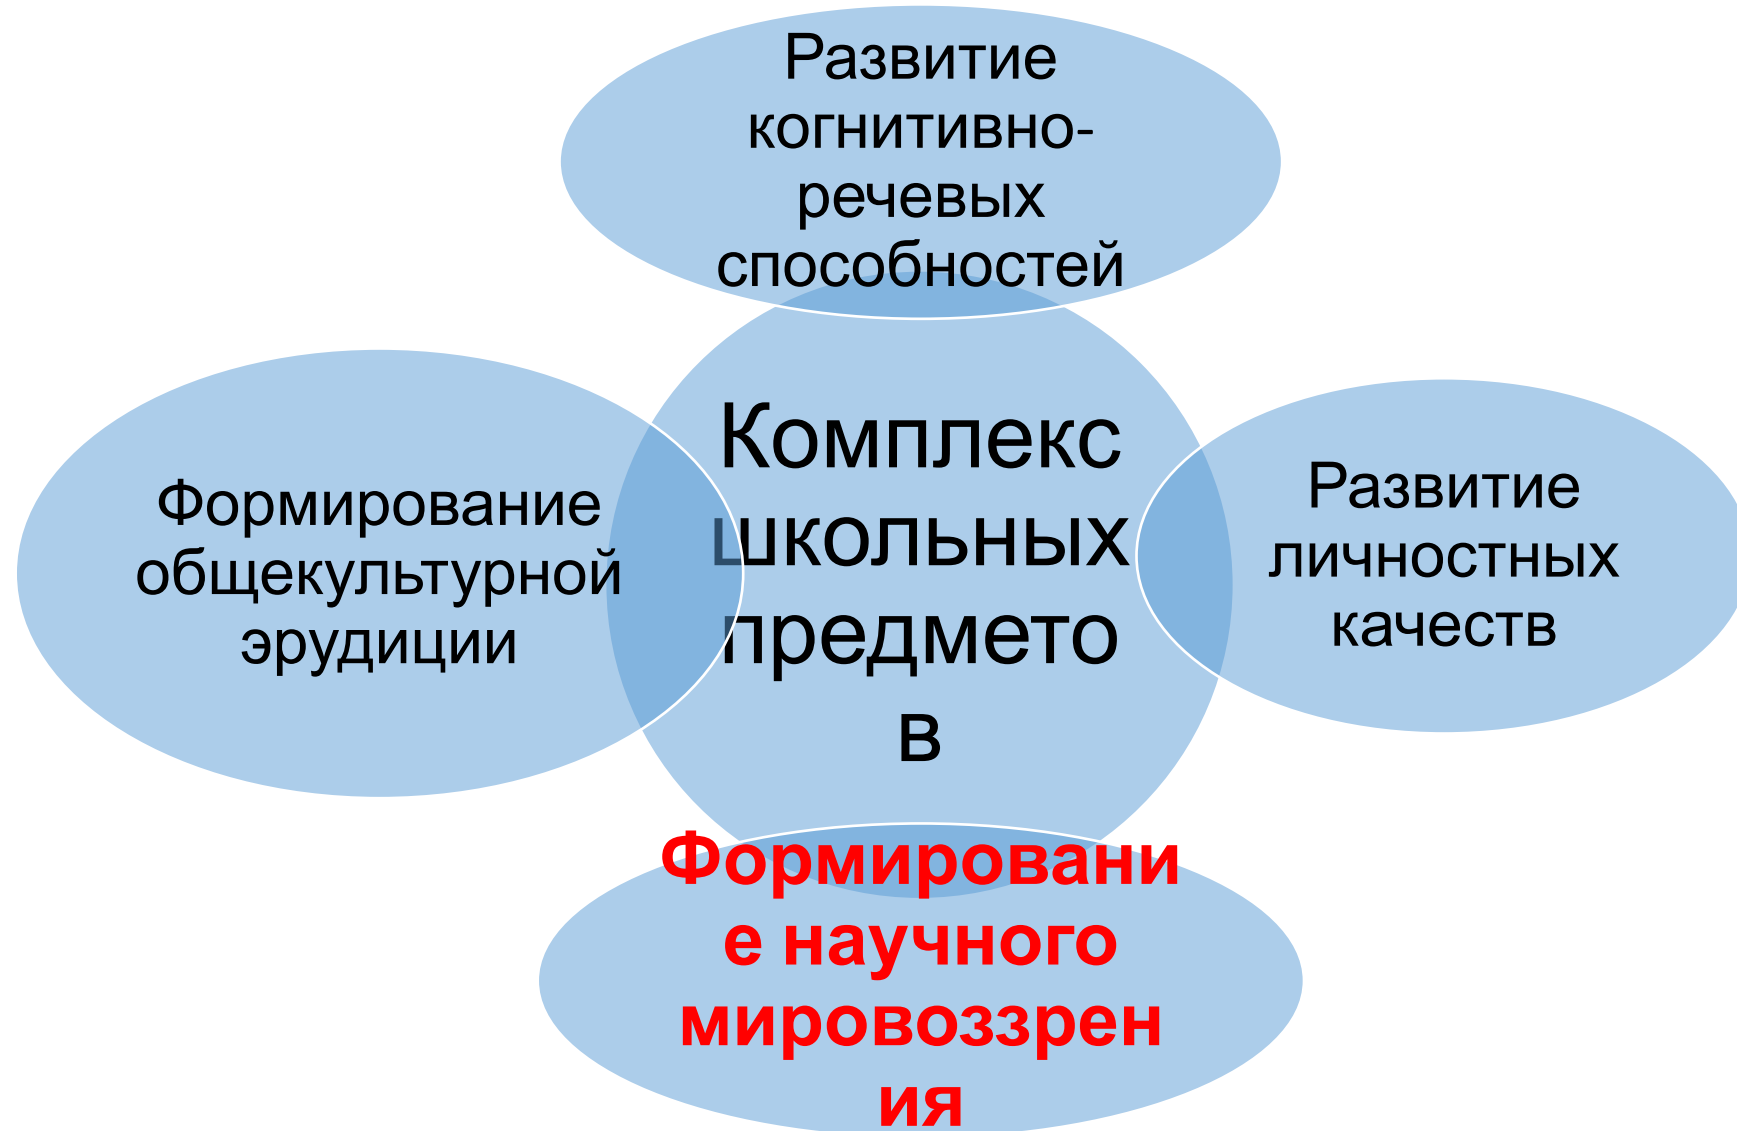 Развитие
когнитивно-
речевых
способностей
Формирование
общекультурной
эрудиции
Комплекс
школьных
предмето
в
Развитие
личностных
качеств
Формировани
е научного
мировоззрен
ия